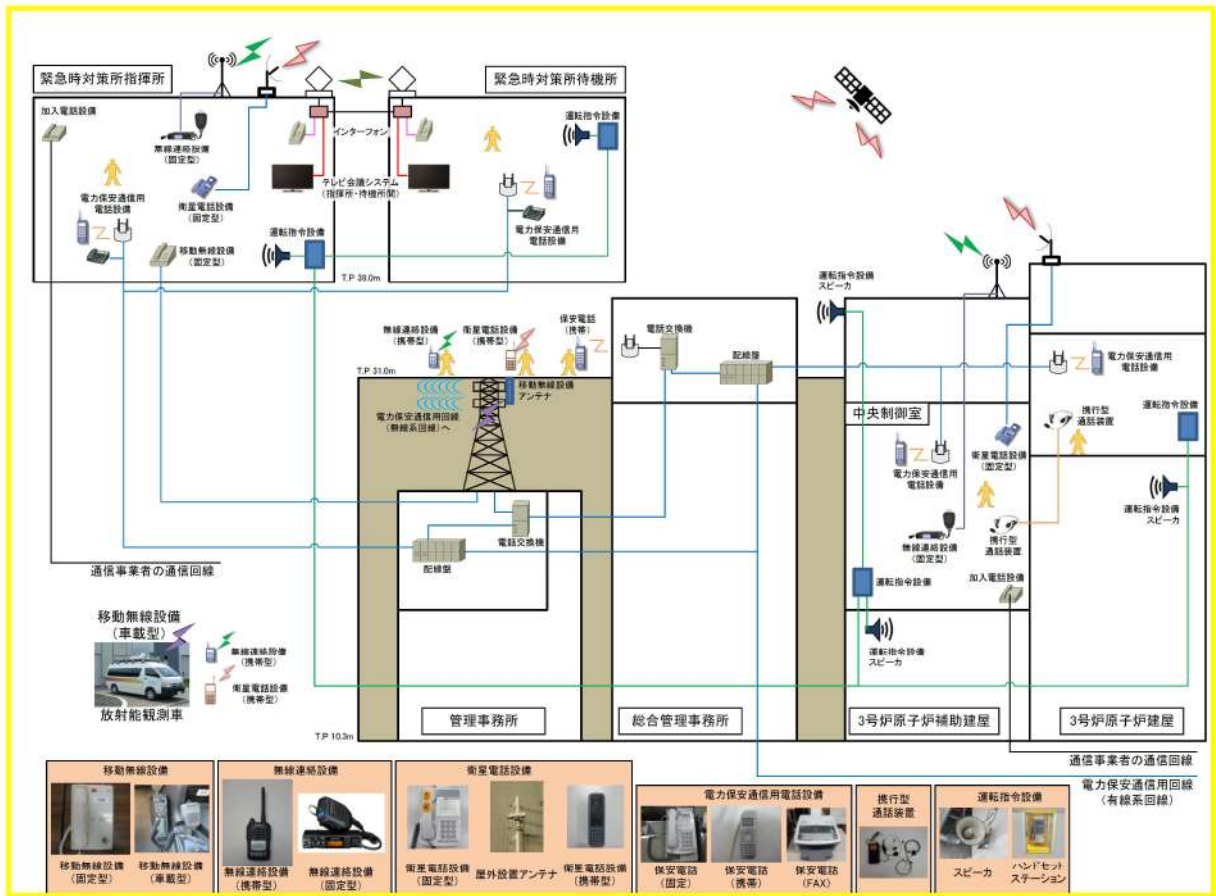 緊急時対策所指揮所
緊急時対策所待機所
加入電話設備
無線連絡設備
(固定型)
インターフォン
運転指令設備
電力保安通信用
電話設備
衛星電話設備
(固定型)
テレビ会議システム
(指揮所・待機所間)
移動無線設備
(固定型)
運転指令設備
電力保安通信用
電話設備
T.P 39.0m
運転指令設備
スピーカ
無線連絡設備
(携帯型)
衛星電話設備
(携帯型)
保安電話
(携帯)
電話交換機
配線盤
電力保安通信用
電話設備
T.P 31.0m
移動無線設備
アンテナ
電力保安通信用回線
(無線系回線)へ
中央制御室
携行型
通話装置
運転指令設備
衛星電話設備
(固定型)
電力保安通信用
電話設備
運転指令設備
スピーカ
電話交換機
配線盤
無線連絡設備
(固定型)
携行型
通話装置
通信事業者の通信回線
運転指令設備
加入電話設備
移動無線設備
(車載型)
無線連絡設備
(携帯型)
衛星電話設備
(携帯型)
放射能観測車
運転指令設備
スピーカ
管理事務所
総合管理事務所
3号炉原子炉補助建屋
3号炉原子炉建屋
T.P 10.3m
通信事業者の通信回線
電力保安通信用回線
(有線系回線)
移動無線設備
移動無線設備
(固定型)
移動無線設備
(車載型)
無線連絡設備
無線連絡設備
(携帯型)
無線連絡設備
(固定型)
衛星電話設備
衛星電話設備
(固定型)
屋外設置アンテナ
衛星電話設備
(携帯型)
電力保安通信用電話設備
保安電話
(固定)
保安電話
(携帯)
保安電話
(FAX)
携行型
通話装置
運転指令設備
スピーカ
ハンドセット
ステーション